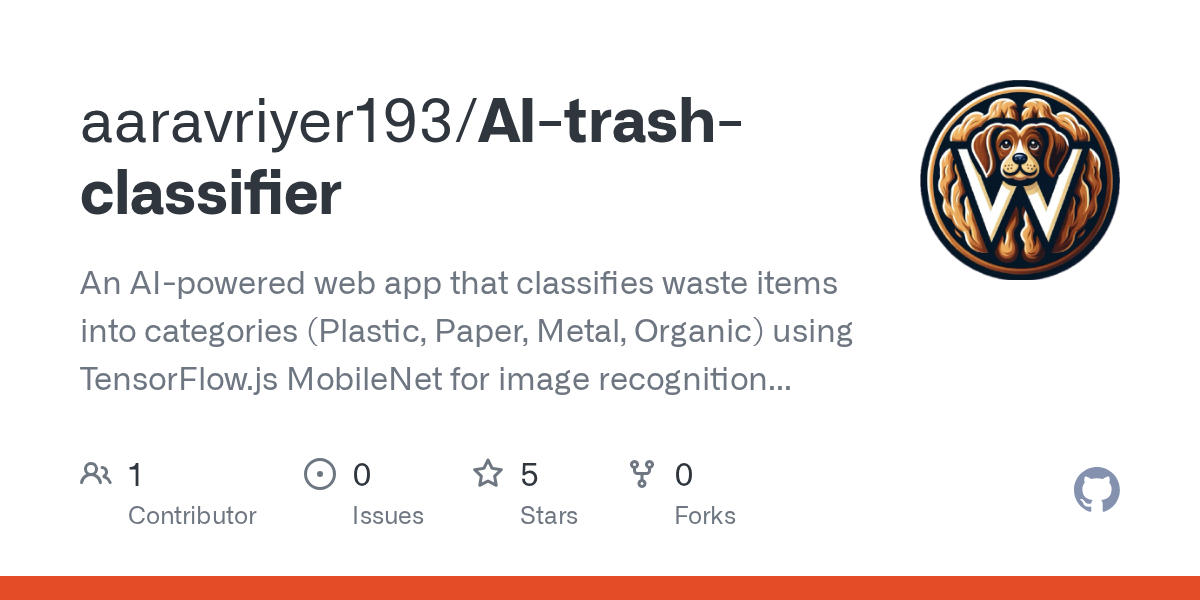 aaravriyer193/AI-trash-
classifier
An AI-powered web app that classifies waste items
into categories (Plastic, Paper, Metal, Organic) using
TensorFlow.js MobileNet for image recognition...
1 0 5 0
Contributor Issues Stars Forks
W